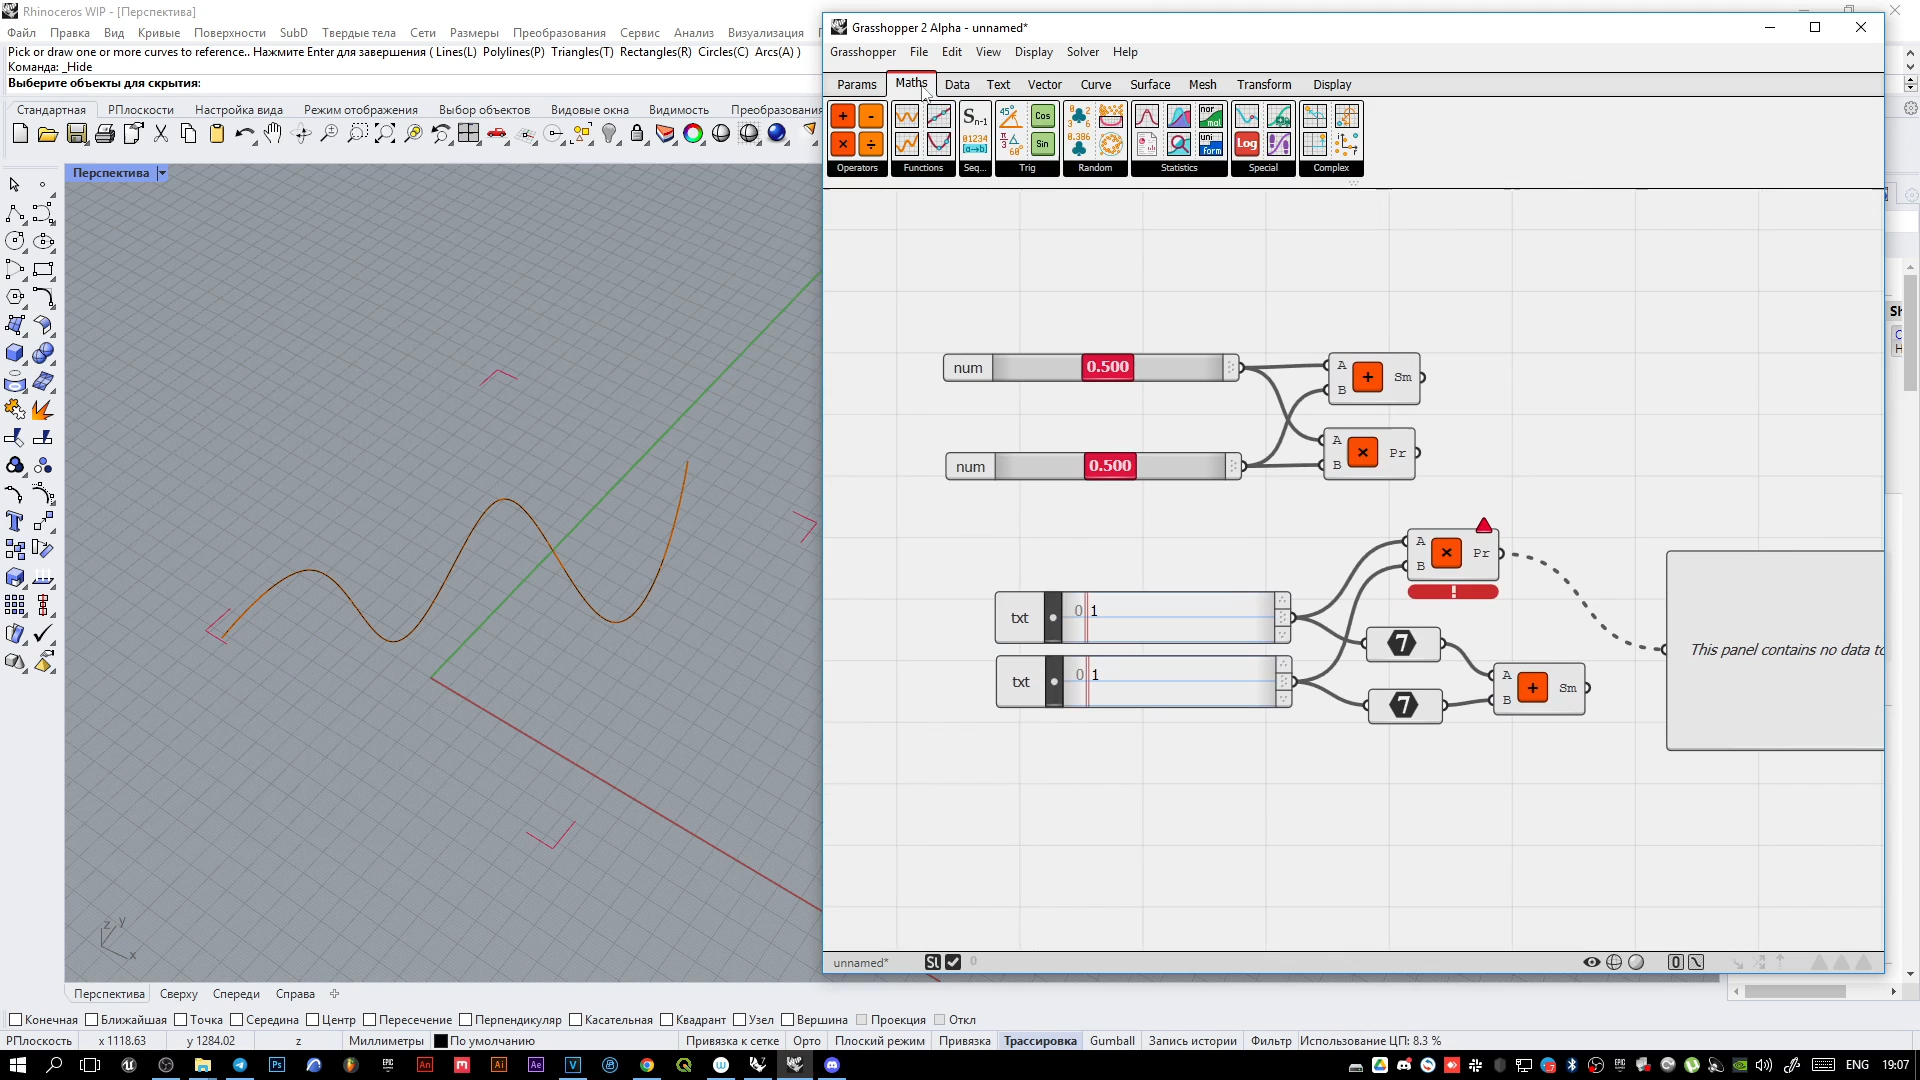 Rhinoceros WIP - [Перспектива]
Файл Правка Вид Кривые Поверхности SubD Твердые тела Сети Размеры Преобразования Сервис Анализ Визуализация
Pick or draw one or more curves to reference.. Нажмите Enter для завершения ( Lines(L) Polylines(P) Triangles(T) Rectangles(R) Circles(C) Arcs(A) )
Команда: _Hide
Выберите объекты для скрытия:
Стандартная РПлоскости Настройка вида Режим отображения Выбор объектов Видовые окна Видимость Преобразования
Перспектива
Grasshopper 2 Alpha - unnamed*
Grasshopper File Edit View Display Solver Help
Params Maths Data Text Vector Curve Surface Mesh Transform Display
Operators Functions Seq... Trig Random Statistics Special Complex
num 0.500
A B Sm
num 0.500
A B Pr
A B Pr
txt 0 1
txt 0 1
7
7
A B Sm
This panel contains no data to
z y x
unnamed* 0
Перспектива Сверху Спереди Справа
Конечная Ближайшая Точка Середина Центр Пересечение Перпендикуляр Касательная Квадрант Узел Вершина Проекция Откл
РПлоскость x 1118.63 y 1284.02 z Миллиметры По умолчанию Привязка к сетке Орто Плоский режим Привязка Трассировка Gumball Запись истории Фильтр Использование ЦП: 8.3 %
ENG 19:07